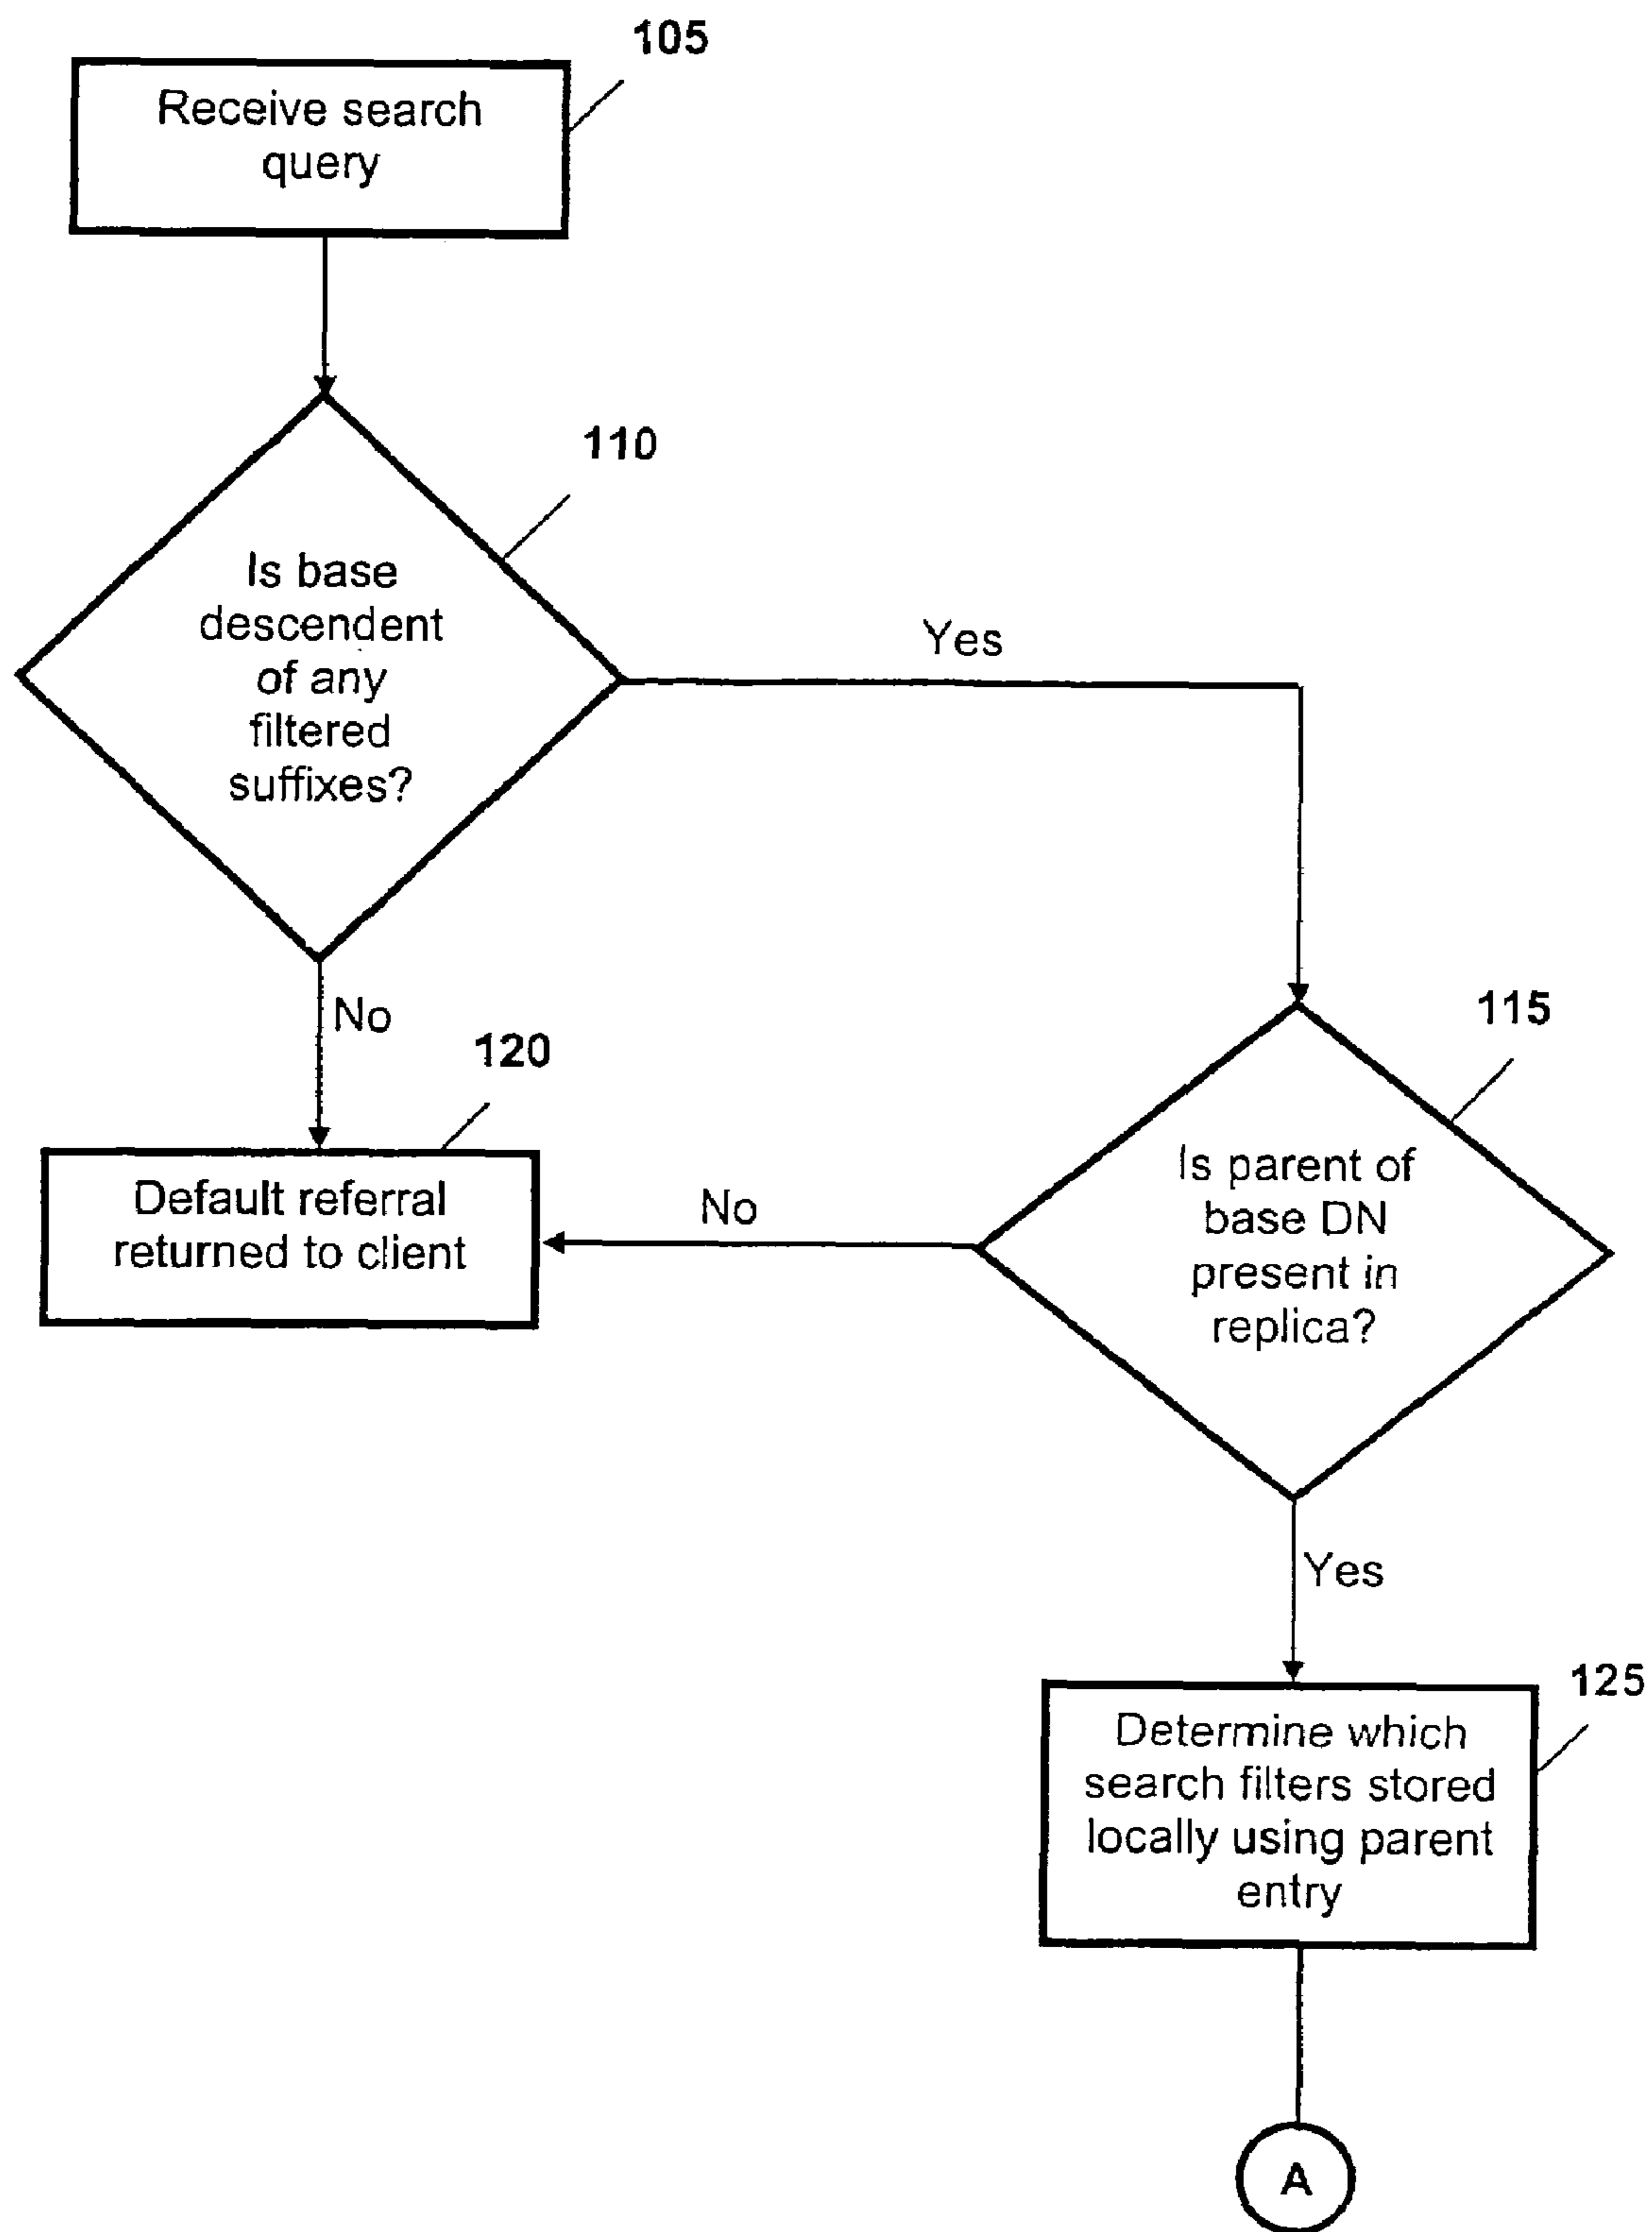 105
Receive search
query
110
Is base
descendent
of any
filtered
suffixes?
Yes
No
115
120
Is parent of
base DN
present in
replica?
Default referral
returned to client
No
Yes
125
Determine which
search filters stored
locally using parent
entry
A